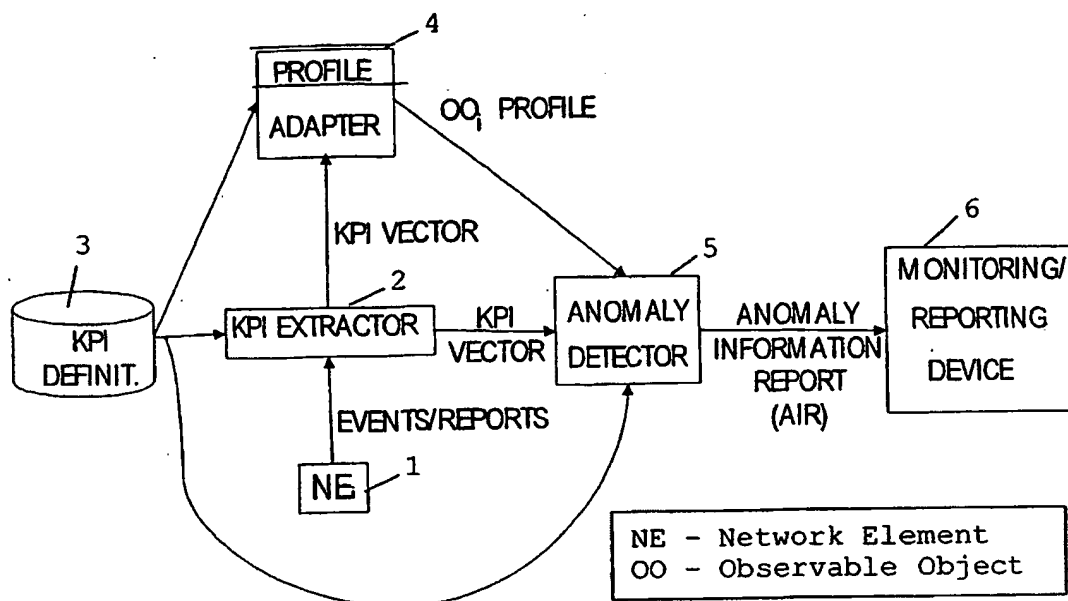 4
PROFILE
ADAPTER
OOi PROFILE
KPI VECTOR
3
KPI
DEFINIT.
2
KPI EXTRACTOR
KPI
VECTOR
5
ANOMALY
DETECTOR
ANOMALY
INFORMATION
REPORT
(AIR)
6
MONITORING/
REPORTING
DEVICE
EVENTS/REPORTS
1
NE
NE - Network Element
OO - Observable Object